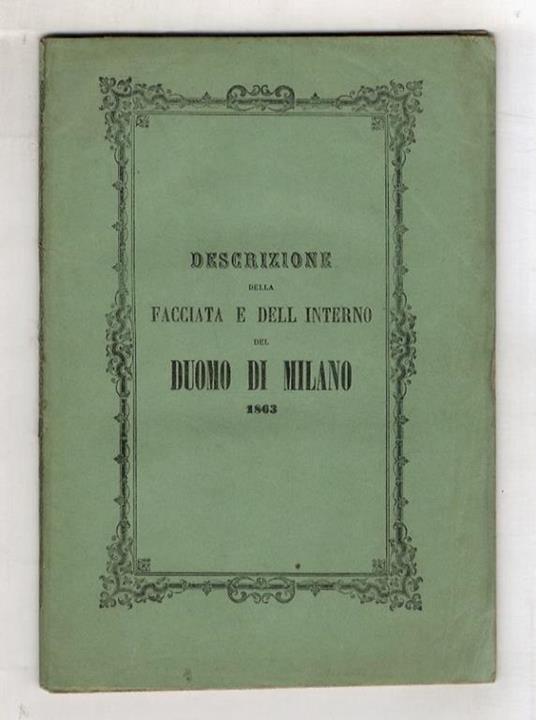 DESCRIZIONE
DELLA
FACCIATA E DELL INTERNO
DEL
DUOMO DI MILANO
1863